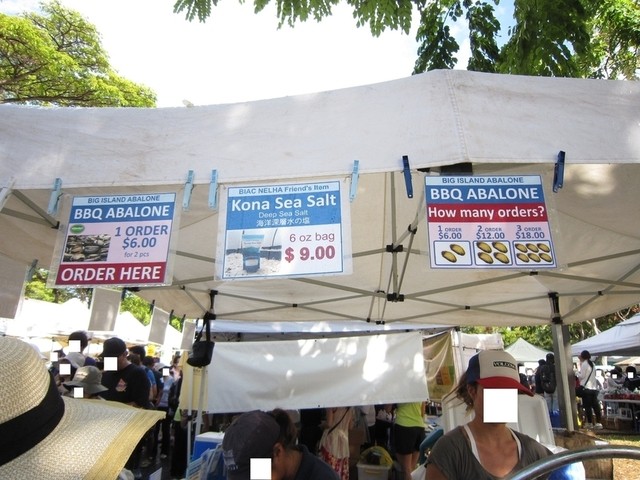 BIG ISLAND ABALONE
BBQ ABALONE
1 ORDER
$6.00
for 2 pcs
ORDER HERE
BIAC NELHA Friend's Item
Kona Sea Salt
Deep Sea Salt
海洋深層水の塩
6 oz bag
$ 9.00
BIG ISLAND ABALONE
BBQ ABALONE
How many orders?
1 ORDER
$6.00
2 ORDER
$12.00
3 ORDER
$18.00
VOLCOM